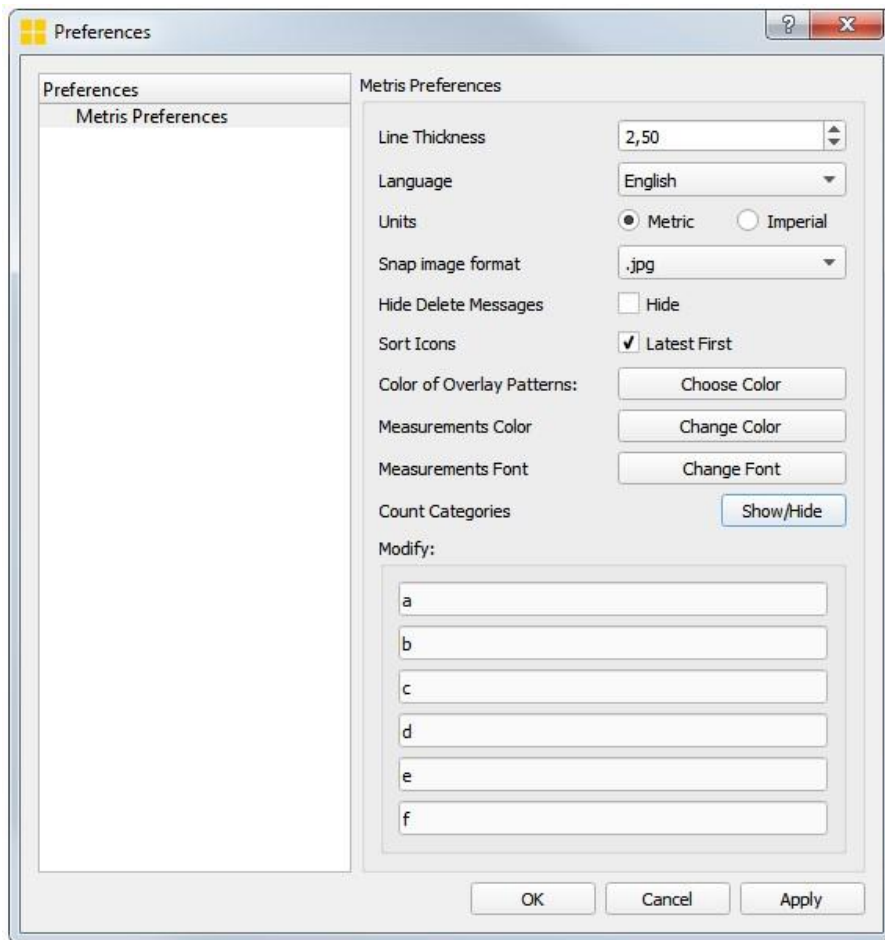 Preferences
Preferences
Metris Preferences
Metris Preferences
Line Thickness 2,50
Language English
Units Metric Imperial
Snap image format .jpg
Hide Delete Messages Hide
Sort Icons Latest First
Color of Overlay Patterns: Choose Color
Measurements Color Change Color
Measurements Font Change Font
Count Categories Show/Hide
Modify:
a
b
c
d
e
f
OK Cancel Apply